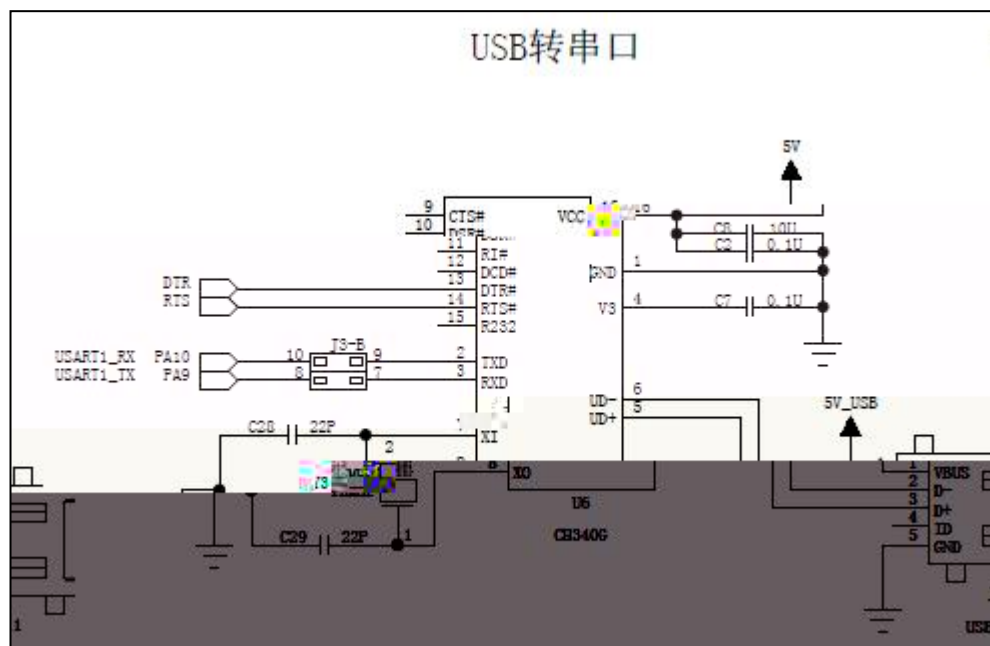 USB转串口
5V
9 CTS# VCC
10 DSR# C8 10U
11 RI# C2 0.1U
12 DCD# GND 1
DTR 13 DTR#
RTS 14 RTS# V3 4 C7 0.1U
15 R232
J3-B
USART1_RX PA10 10 9 2 TXD
USART1_TX PA9 8 7 3 RXD
UD- 6
UD+ 5
5V_USB
C28 22P XI
2
Y3
XO
1 VBUS
2 D-
3 D+
4 ID
5 GND
U6
C29 22P 1 CH340G
1